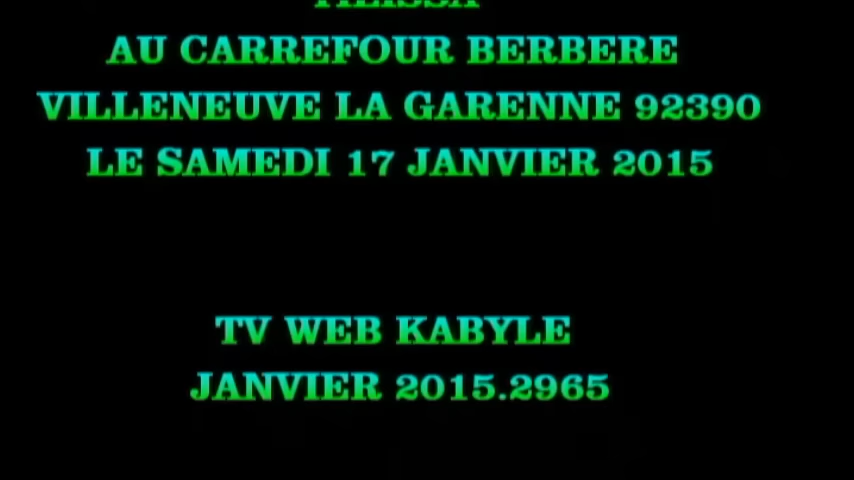 AU CARREFOUR BERBERE
VILLENEUVE LA GARENNE 92390
LE SAMEDI 17 JANVIER 2015
TV WEB KABYLE
JANVIER 2015.2965